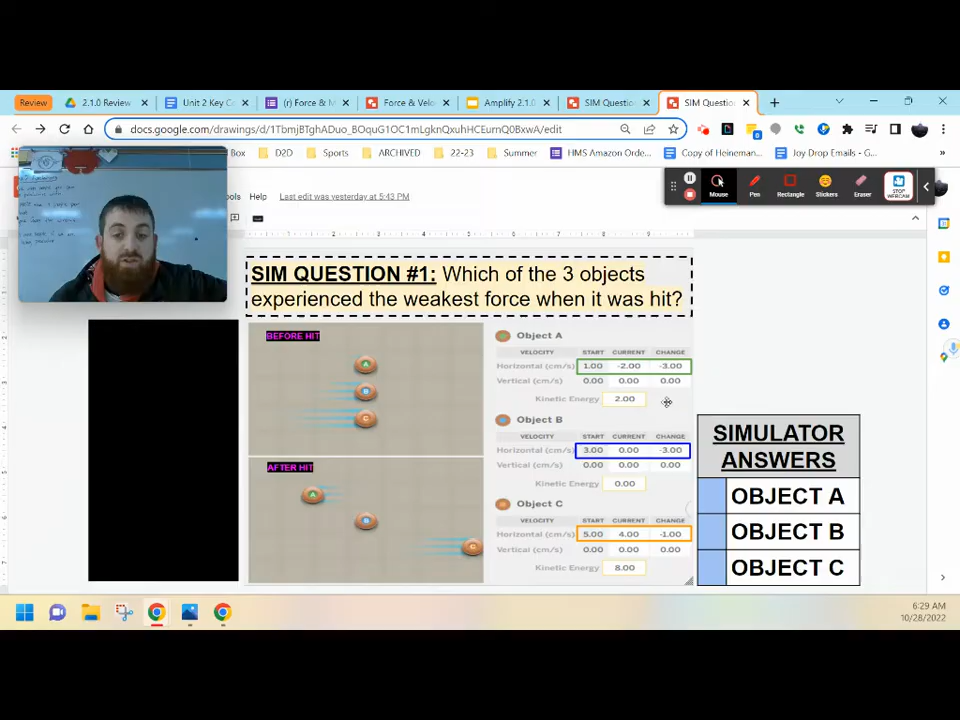 Review
2.1.0 Review
Unit 2 Key C
(r) Force & M
Force & Velo
Amplify 2.1.0
SIM Questio
SIM Questio
docs.google.com/drawings/d/1TbmjBTghADuo_BOquG1OC1mLgknQxuhHCEumQ0BxwA/edit
Box
D2D
Sports
ARCHIVED
22-23
Summer
HMS Amazon Orde...
Copy of Heineman...
Joy Drop Emails - G...
Mouse
Pen
Rectangle
Stickers
Eraser
STOP WEBCAM
Help
Last edit was yesterday at 5:43 PM
SIM QUESTION #1: Which of the 3 objects
experienced the weakest force when it was hit?
BEFORE HIT
A
B
C
AFTER HIT
A
B
C
Object A
VELOCITY START CURRENT CHANGE
Horizontal (cm/s) 1.00 -2.00 -3.00
Vertical (cm/s) 0.00 0.00 0.00
Kinetic Energy 2.00
Object B
VELOCITY START CURRENT CHANGE
Horizontal (cm/s) 3.00 0.00 -3.00
Vertical (cm/s) 0.00 0.00 0.00
Kinetic Energy 0.00
Object C
VELOCITY START CURRENT CHANGE
Horizontal (cm/s) 5.00 4.00 -1.00
Vertical (cm/s) 0.00 0.00 0.00
Kinetic Energy 8.00
SIMULATOR
ANSWERS
OBJECT A
OBJECT B
OBJECT C
6:29 AM
10/28/2022